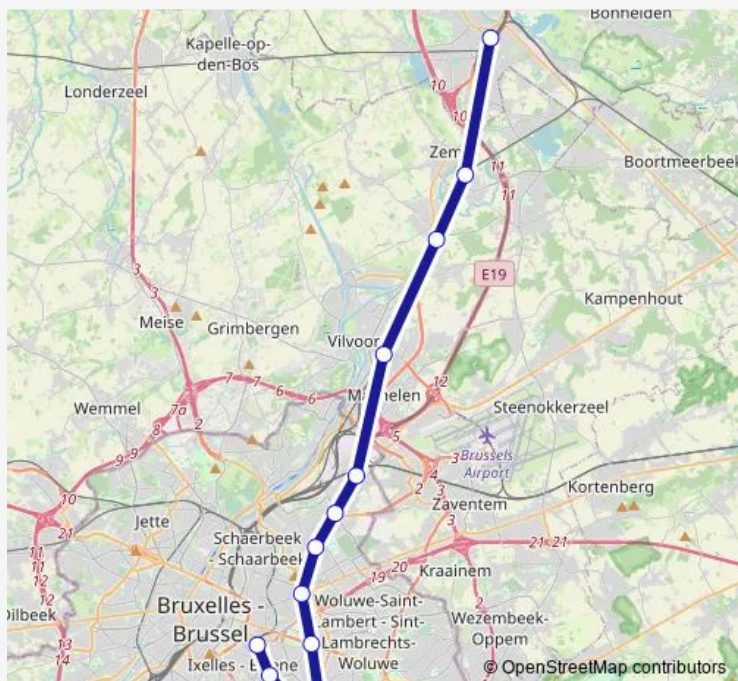 Bonheiden
Kapelle-op-
den-Bos
Londerzeel
10
10
Zem
11
11
Boortmeerbeek
3
3
E19
Kampenhout
Meise
Grimbergen
Vilvoor
7
7
6
6
12
Wemmel
7a
2
8
9
9
Steenokkerzeel
5
Brussels
Airport
4
3
2
3
Zaventem
Kortenberg
10
21
Jette
Schaerbeek
- Schaarbeek
3
21
21
11
11
12
12
19
20
Kraainem
2
Bruxelles -
Brussel
Woluwe-Saint-
Lambert - Sint-
Lambrechts-
Woluwe
Wezembeek-
Oppem
Dilbeek
13
14
© OpenStreetMap contributors